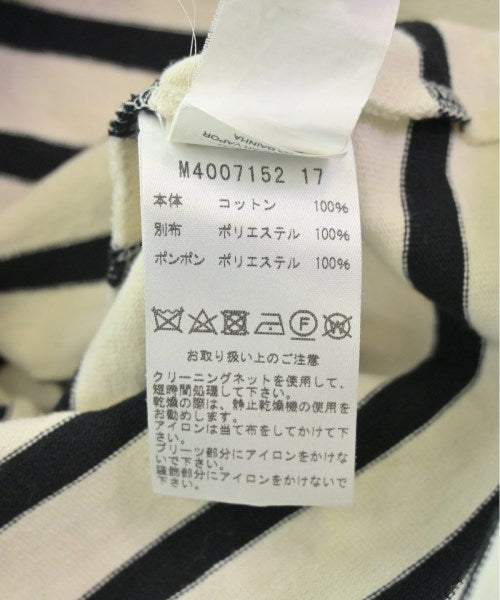 VAPOR
RAINHA
M4007152 17
本体 コットン 100%
別布 ポリエステル 100%
ポンポン ポリエステル 100%
F W
お取り扱い上のご注意
クリーニングネットを使用して、
短時間処理して下さい。
乾燥の際は、静止乾燥機の使用を
お勧めします。
アイロンは当て布をしてかけて下
さい。
プリーツ部分にアイロンをかけな
いで下さい。
装飾部分にアイロンをかけないで
下さい。